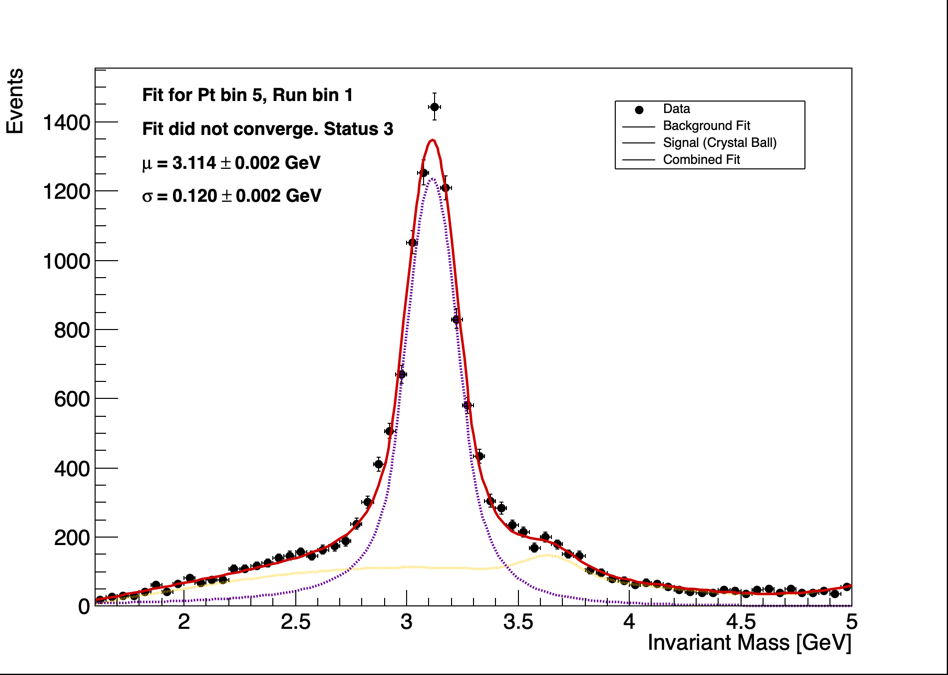 Events
Fit for Pt bin 5, Run bin 1
Fit did not converge. Status 3
μ = 3.114 ± 0.002 GeV
σ = 0.120 ± 0.002 GeV
Data
Background Fit
Signal (Crystal Ball)
Combined Fit
1400
1200
1000
800
600
400
200
0
2 2.5 3 3.5 4 4.5 5
Invariant Mass [GeV]